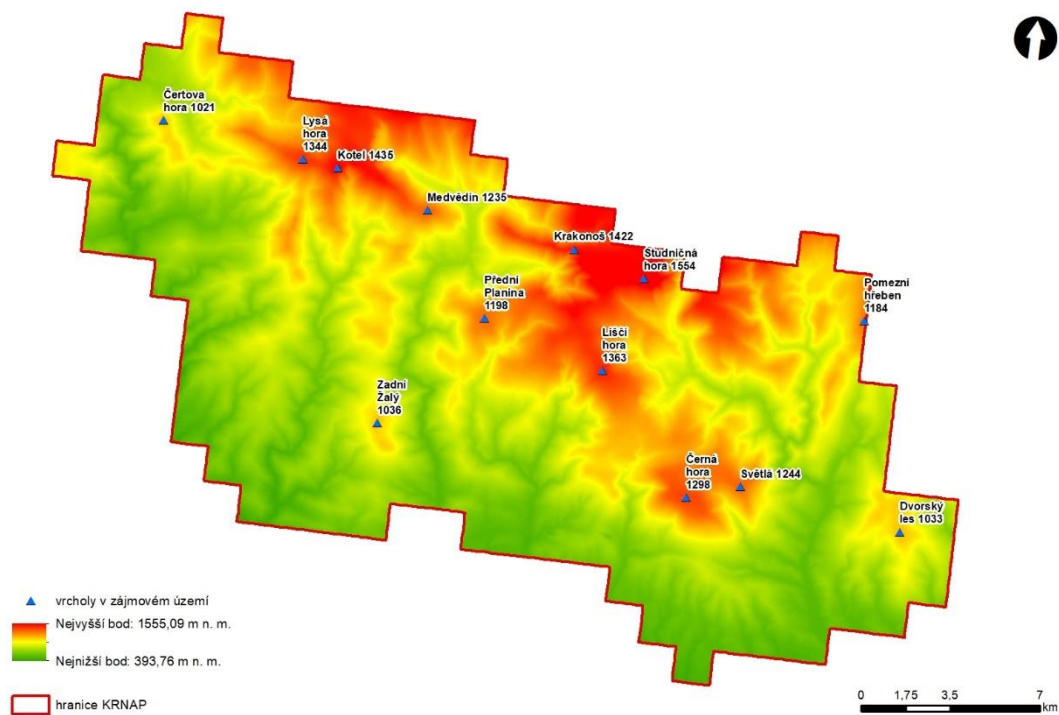 Čertova
hora 1021
Lysá
hora
1344
Kotel 1435
Medvědín 1235
Krakonoš 1422
Studničná
hora 1554
Pomezní
hřeben
1184
Přední
Planina
1198
Liščí
hora
1363
Zadní
Žalý
1036
Černá
hora
1298
Světlá 1244
Dvorský
les 1033
vrcholy v zájmovém území
Nejvyšší bod: 1555,09 m n. m.
Nejnižší bod: 393,76 m n. m.
hranice KRNAP
0 1,75 3,5 7
km